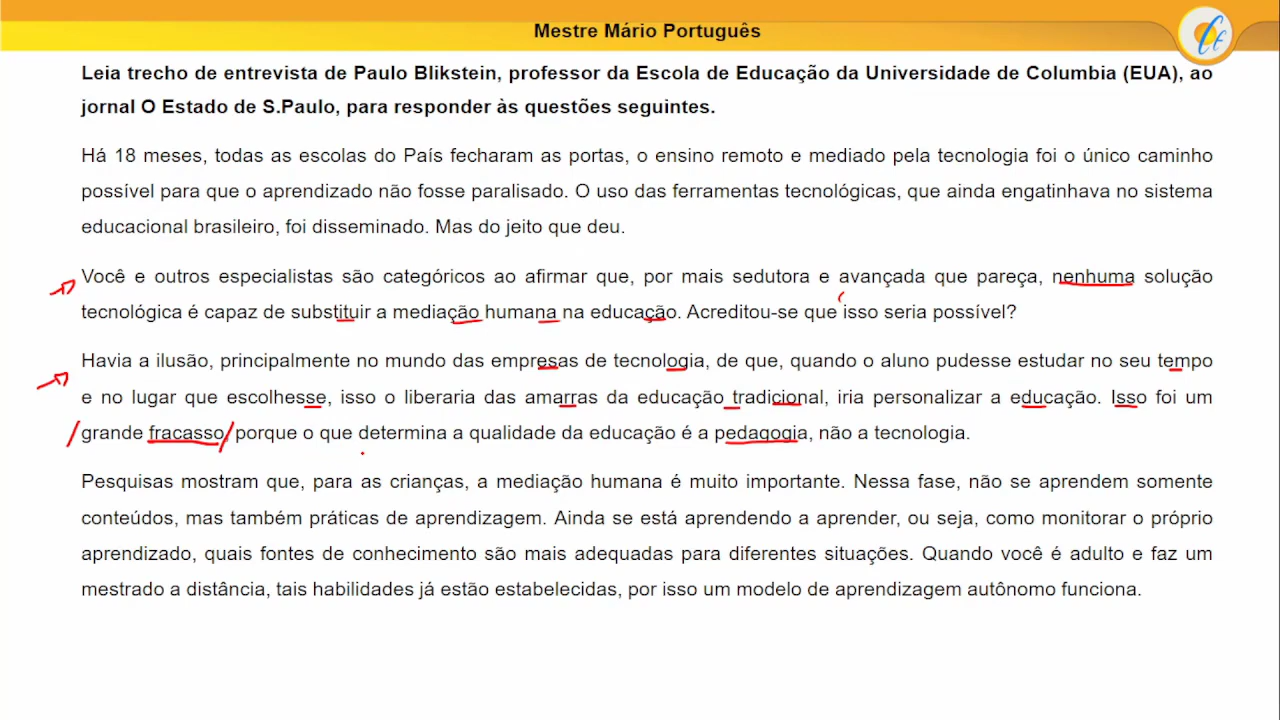 Mestre Mário Português
Leia trecho de entrevista de Paulo Blikstein, professor da Escola de Educação da Universidade de Columbia (EUA), ao
jornal O Estado de S.Paulo, para responder às questões seguintes.
Há 18 meses, todas as escolas do País fecharam as portas, o ensino remoto e mediado pela tecnologia foi o único caminho
possível para que o aprendizado não fosse paralisado. O uso das ferramentas tecnológicas, que ainda engatinhava no sistema
educacional brasileiro, foi disseminado. Mas do jeito que deu.
Você e outros especialistas são categóricos ao afirmar que, por mais sedutora e avançada que pareça, nenhuma solução
tecnológica é capaz de substituir a mediação humana na educação. Acreditou-se que isso seria possível?
Havia a ilusão, principalmente no mundo das empresas de tecnologia, de que, quando o aluno pudesse estudar no seu tempo
e no lugar que escolhesse, isso o liberaria das amarras da educação tradicional, iria personalizar a educação. Isso foi um
grande fracasso, porque o que determina a qualidade da educação é a pedagogia, não a tecnologia.
Pesquisas mostram que, para as crianças, a mediação humana é muito importante. Nessa fase, não se aprendem somente
conteúdos, mas também práticas de aprendizagem. Ainda se está aprendendo a aprender, ou seja, como monitorar o próprio
aprendizado, quais fontes de conhecimento são mais adequadas para diferentes situações. Quando você é adulto e faz um
mestrado a distância, tais habilidades já estão estabelecidas, por isso um modelo de aprendizagem autônomo funciona.